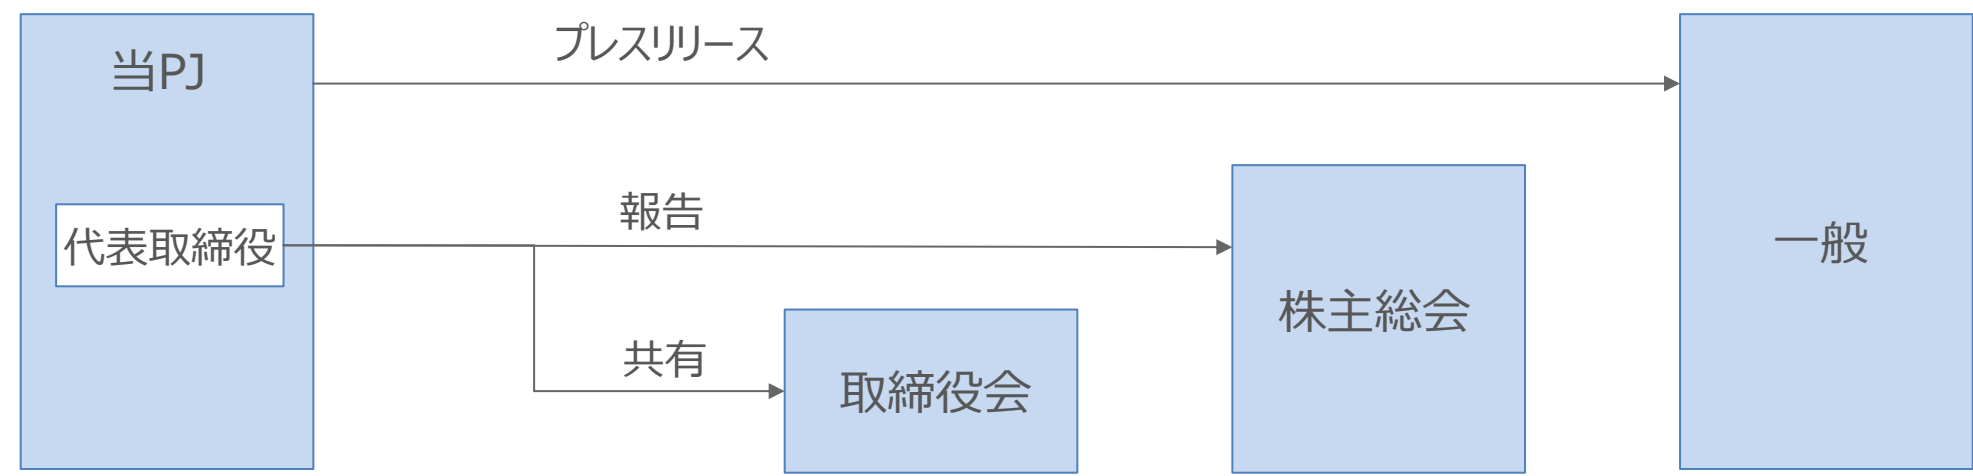 当PJ
プレスリリース
代表取締役
報告
共有
取締役会
株主総会
一般